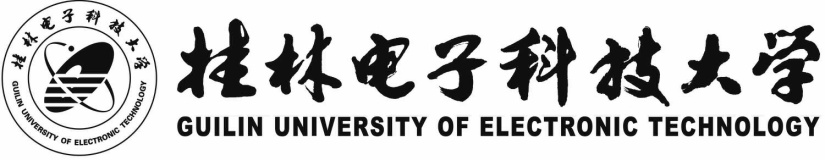 桂林电子科技大学
GUILIN UNIVERSITY OF ELECTRONIC TECHNOLOGY
桂林电子科技大学
GUILIN UNIVERSITY OF ELECTRONIC TECHNOLOGY